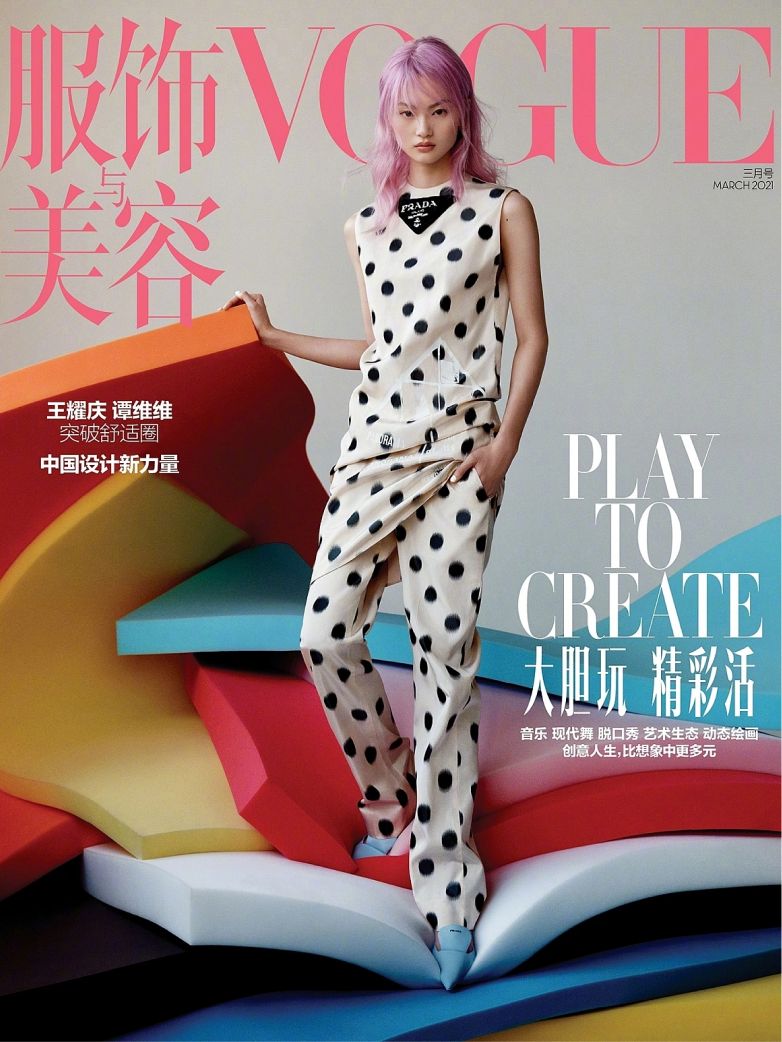 服饰VOGUE
与
美容
三月号
MARCH 2021
PRADA
王耀庆 谭维维
突破舒适圈
中国设计新力量
PLAY
TO
CREATE
大胆玩 精彩活
音乐 现代舞 脱口秀 艺术生态 动态绘画
创意人生,比想象中更多元